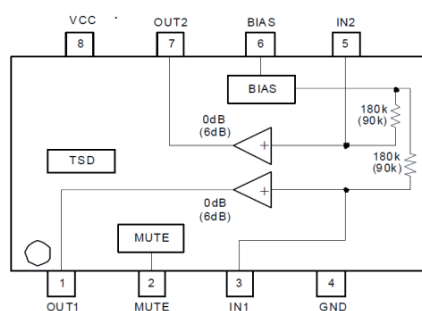 VCC OUT2 BIAS IN2
8 7 6 5
BIAS
180k
(90k)
0dB
(6dB)
+
180k
(90k)
TSD
0dB
(6dB)
+
MUTE
1 2 3 4
OUT1 MUTE IN1 GND